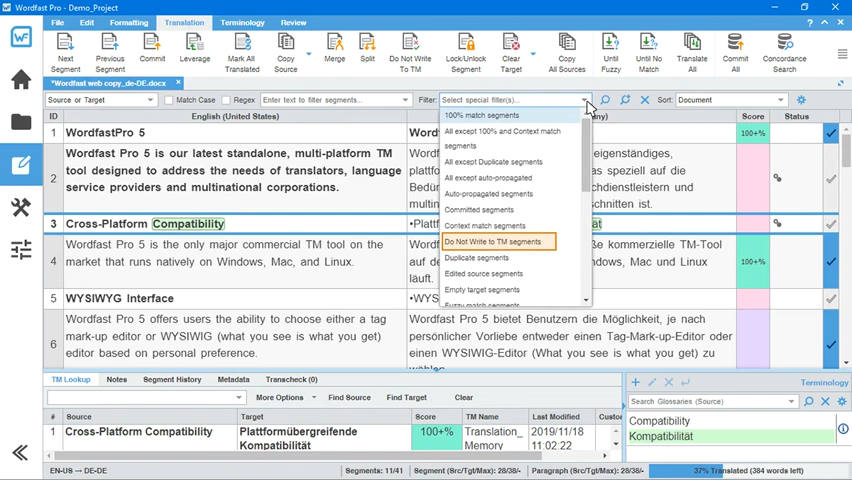 Wordfast Pro - Demo_Project
File Edit Formatting Translation Terminology Review
Next Segment
Previous Segment
Commit
Leverage
Mark All Translated
Copy Source
Merge
Split
Do Not Write To TM
Lock/Unlock Segment
Clear Target
Copy All Sources
Until Fuzzy
Until No Match
Translate All
Commit All
Concordance Search
*Wordfast web copy_de-DE.docx
Source or Target Match Case Regex Enter text to filter segments... Filter: Select special filter(s)... Sort: Document
ID English (United States) Score Status
100% match segments
All except 100% and Context match segments
All except Duplicate segments
All except auto-propagated
Auto-propagated segments
Committed segments
Context match segments
Do Not Write to TM segments
Duplicate segments
Edited source segments
Empty target segments
Fuzzy match segments
1 WordfastPro 5 100+%
2 Wordfast Pro 5 is our latest standalone, multi-platform TM
tool designed to address the needs of translators, language
service providers and multinational corporations.
eigenständiges,
as speziell auf die
dienstleistern und
3 Cross-Platform Compatibility
4 Wordfast Pro 5 is the only major commercial TM tool on the
market that runs natively on Windows, Mac, and Linux.
ße kommerzielle TM-Tool
auf de
Mac und Linux
läuft.
100+%
5 WYSIWYG Interface
6 Wordfast Pro 5 offers users the ability to choose either a tag
mark-up editor or WYSIWIG (what you see is what you get)
editor based on personal preference.
Wordfast Pro 5 bietet Benutzern die Möglichkeit, je nach
persönlicher Vorliebe entweder einen Tag-Mark-up-Editor oder
einen WYSIWYG-Editor (What you see is what you get) zu
wählen.
TM Lookup Notes Segment History Metadata Transcheck (0)
More Options Find Source Find Target Clear
# Source Target Score TM Name Last Modified Custo
1 Cross-Platform Compatibility Plattformübergreifende Kompatibilität 100+% Translation_ Memory 2019/11/18 11:02:22
Terminology
Search Glossaries (Source)
Compatibility
Kompatibilität
EN-US → DE-DE Segments: 11/41 Segment (Src/Tgt/Max): 28/38/- Paragraph (Src/Tgt/Max): 28/38/- 37% Translated (384 words left)